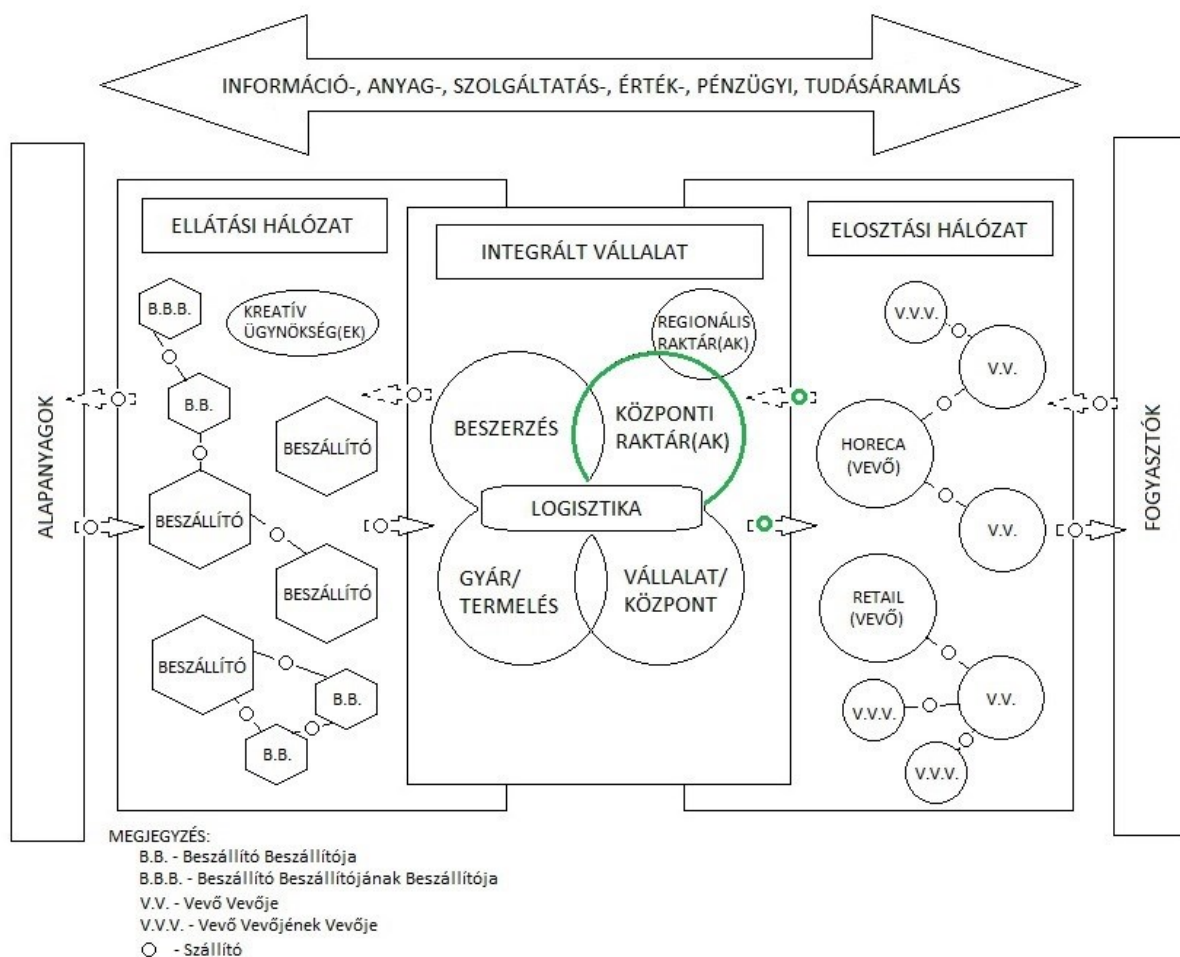 INFORMÁCIÓ-, ANYAG-, SZOLGÁLTATÁS-, ÉRTÉK-, PÉNZÜGYI, TUDÁSÁRAMLÁS
ALAPANYAGOK
ELLÁTÁSI HÁLÓZAT
B.B.B.
KREATÍV
ÜGYNÖKSÉG(EK)
B.B.
BESZÁLLÍTÓ
BESZÁLLÍTÓ
BESZÁLLÍTÓ
BESZÁLLÍTÓ
B.B.
B.B.
INTEGRÁLT VÁLLALAT
REGIONÁLIS
RAKTÁR(AK)
BESZERZÉS
KÖZPONTI
RAKTÁR(AK)
LOGISZTIKA
GYÁR/
TERMELÉS
VÁLLALAT/
KÖZPONT
ELOSZTÁSI HÁLÓZAT
V.V.V.
V.V.
HORECA
(VEVŐ)
V.V.
RETAIL
(VEVŐ)
V.V.
V.V.V.
V.V.V.
FOGYASZTÓK
MEGJEGYZÉS:
B.B. - Beszállító Beszállítója
B.B.B. - Beszállító Beszállítójának Beszállítója
V.V. - Vevő Vevője
V.V.V. - Vevő Vevőjének Vevője
- Szállító